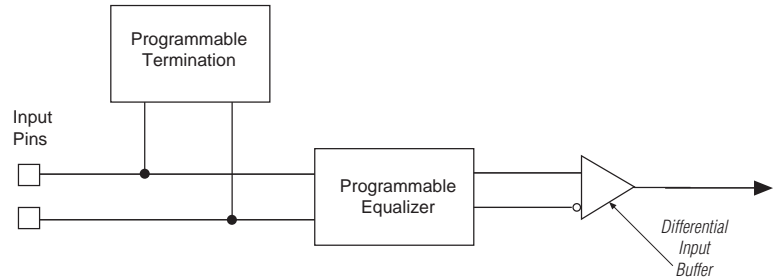 Programmable
Termination
Input
Pins
Programmable
Equalizer
Differential
Input
Buffer